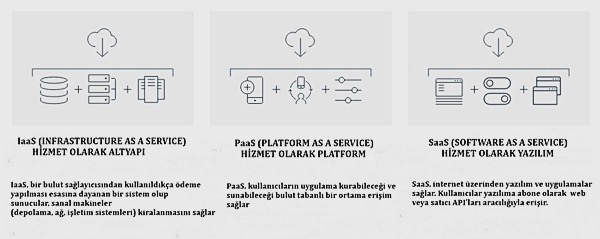 IaaS (INFRASTRUCTURE AS A SERVICE)
HİZMET OLARAK ALTYAPI
IaaS, bir bulut sağlayıcısından kullanıldıkça ödeme
yapılması esasına dayanan bir sistem olup
sunucular, sanal makineler
(depolama, ağ, işletim sistemleri) kiralanmasını sağlar
PaaS (PLATFORM AS A SERVICE)
HİZMET OLARAK PLATFORM
PaaS, kullanıcıların uygulama kurabileceği ve
sunabileceği bulut tabanlı bir ortama erişim
sağlar
SaaS (SOFTWARE AS A SERVICE)
HİZMET OLARAK YAZILIM
SaaS, internet üzerinden yazılım ve uygulamalar
sağlar. Kullanıcılar yazılıma abone olarak web
veya satıcı API'ları aracılığıyla erişir.